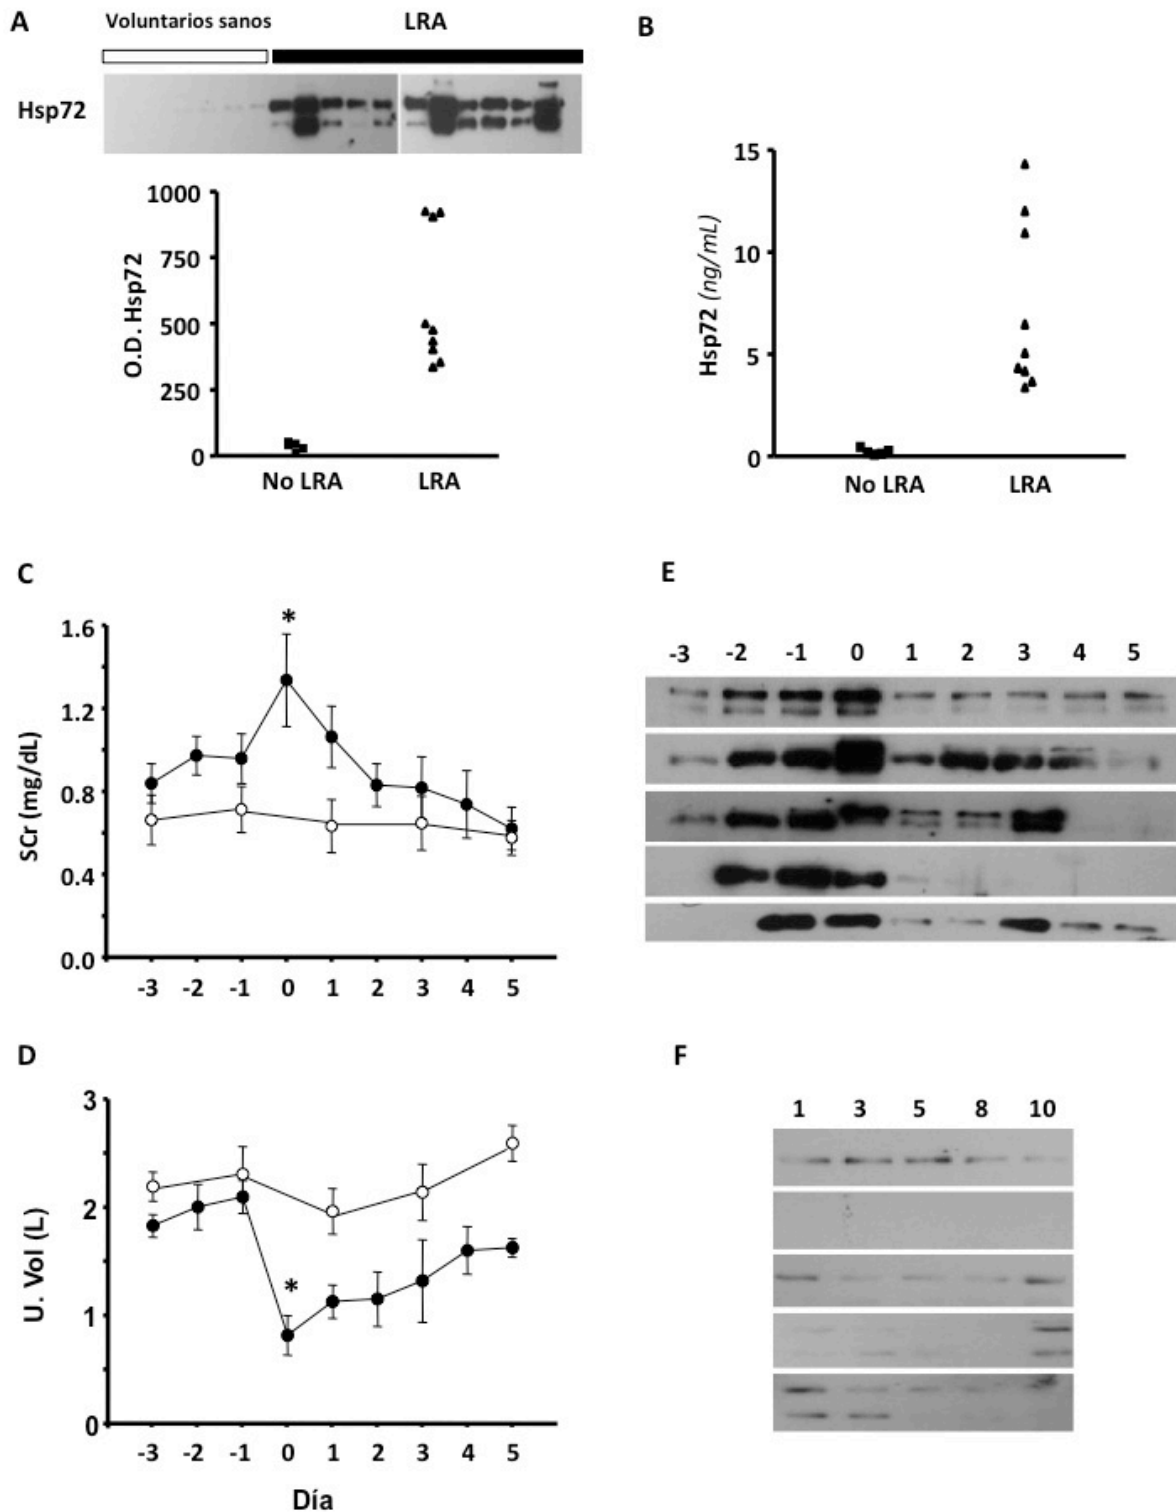 A
Voluntarios sanos LRA
Hsp72
1000
750
500
250
0
O.D. Hsp72
No LRA LRA
B
15
10
5
0
Hsp72 (ng/mL)
No LRA LRA
C
*
1.6
1.2
0.8
0.4
0.0
SCr (mg/dL)
-3 -2 -1 0 1 2 3 4 5
E
-3 -2 -1 0 1 2 3 4 5
D
3
2
1
0
*
U. Vol (L)
-3 -2 -1 0 1 2 3 4 5
Día
F
1 3 5 8 10